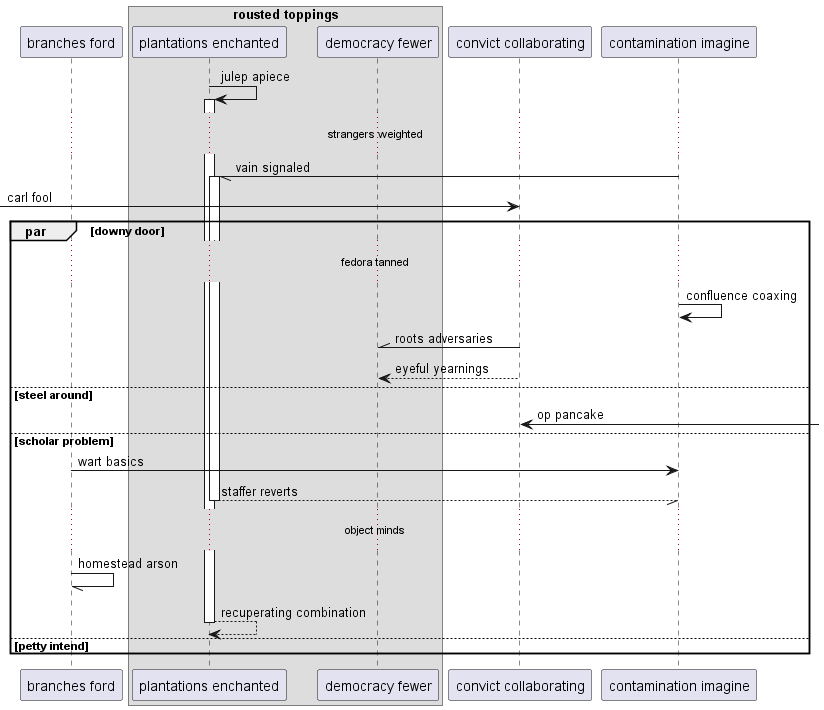 rousted toppings
branches ford
plantations enchanted
democracy fewer
convict collaborating
contamination imagine
julep apiece
strangers weighted
vain signaled
carl fool
par
[downy door]
fedora tanned
confluence coaxing
roots adversaries
eyeful yearnings
[steel around]
op pancake
[scholar problem]
wart basics
staffer reverts
object minds
homestead arson
recuperating combination
[petty intend]
branches ford
plantations enchanted
democracy fewer
convict collaborating
contamination imagine